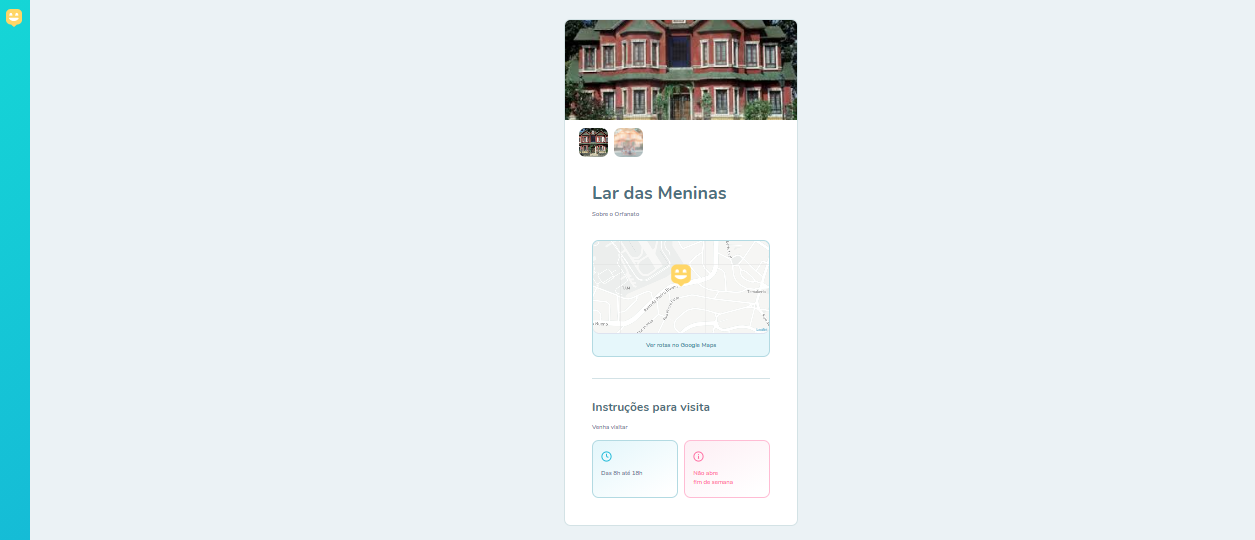 Lar das Meninas
Sobre o Orfanato
Ver rotas no Google Maps
Instruções para visita
Venha visitar
Das 8h até 18h
Não abre
fim de semana